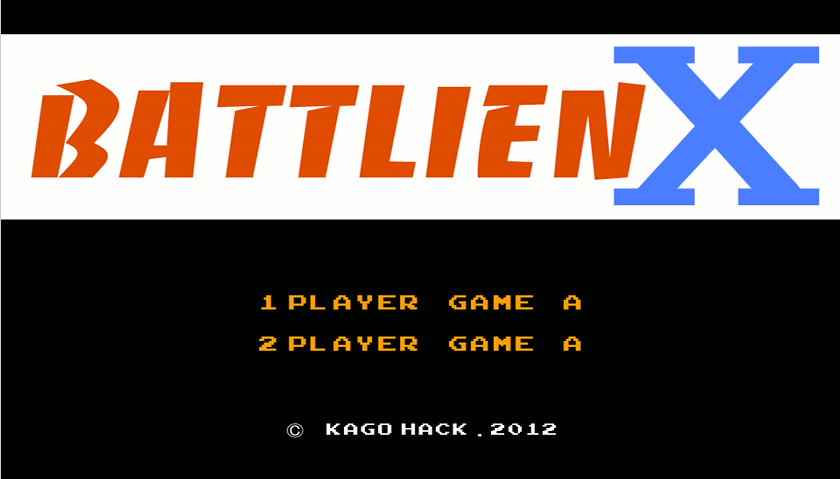 BATTLIEN X
1 PLAYER GAME A
2 PLAYER GAME A
© KAGO HACK . 2012